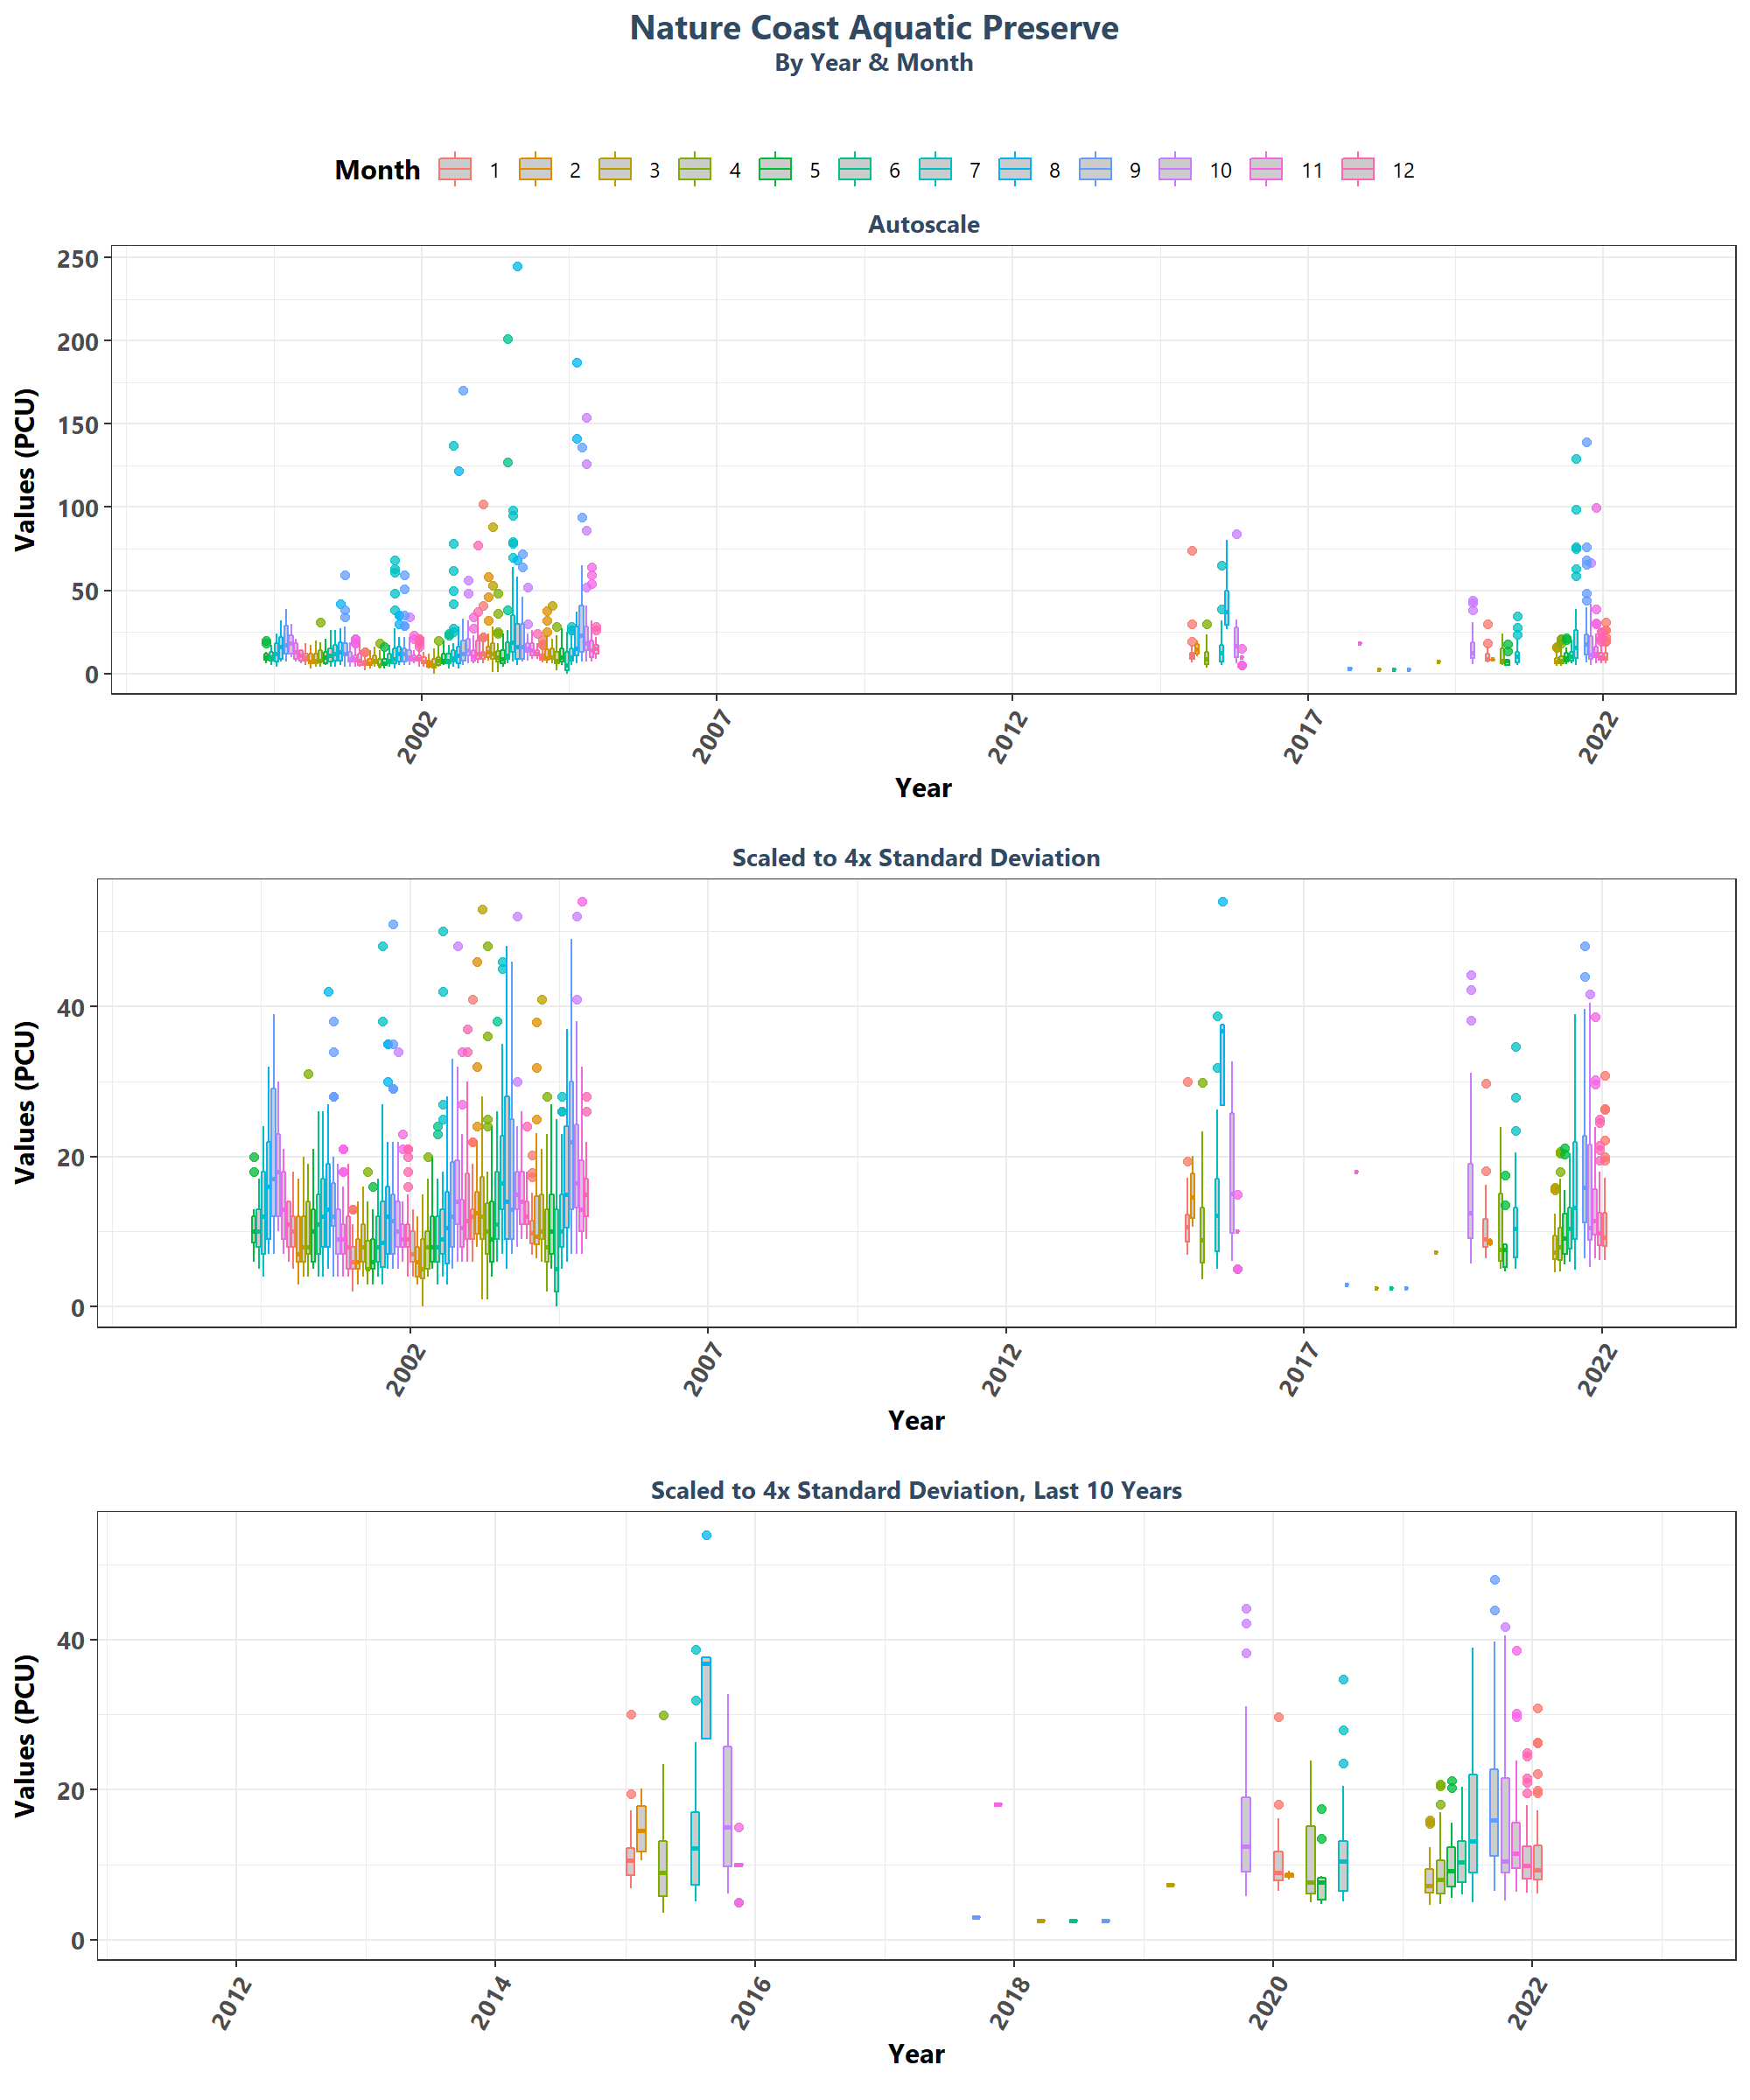 Nature Coast Aquatic Preserve
By Year & Month
Month 1 2 3 4 5 6 7 8 9 10 11 12
Autoscale
250
200
150
100
50
0
Values (PCU)
2002 2007 2012 2017 2022
Year
Scaled to 4x Standard Deviation
40
20
0
Values (PCU)
2002 2007 2012 2017 2022
Year
Scaled to 4x Standard Deviation, Last 10 Years
40
20
0
Values (PCU)
2012 2014 2016 2018 2020 2022
Year